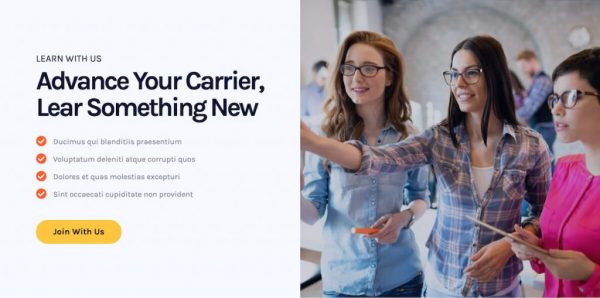 LEARN WITH US
Advance Your Carrier,
Lear Something New
Ducimus qui blanditiis praesentium
Voluptatum deleniti atque corrupti quos
Dolores et quas molestias excepturi
Sint occaecati cupiditate non provident
Join With Us